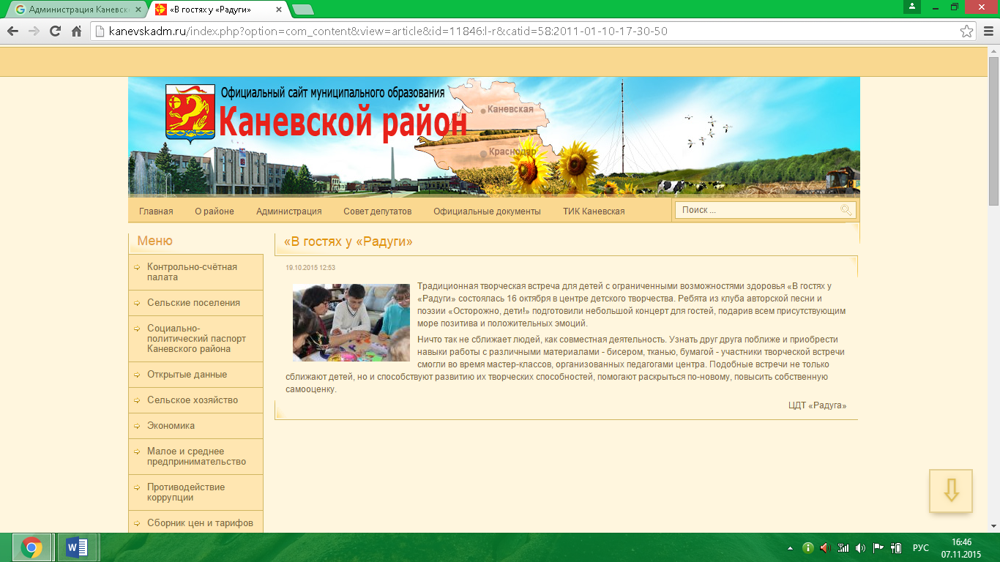 Администрация Каневск
«В гостях у «Радуги»
kanevskadm.ru/index.php?option=com_content&view=article&id=11846:l-r&catid=58:2011-01-10-17-30-50
Официальный сайт муниципального образования
Каневской район
Каневская
Краснодар
Главная О районе Администрация Совет депутатов Официальные документы ТИК Каневская Поиск ...
Меню
Контрольно-счётная
палата
Сельские поселения
Социально-
политический паспорт
Каневского района
Открытые данные
Сельское хозяйство
Экономика
Малое и среднее
предпринимательство
Противодействие
коррупции
Сборник цен и тарифов
«В гостях у «Радуги»
19.10.2015 12:53
Традиционная творческая встреча для детей с ограниченными возможностями здоровья «В гостях у
«Радуги» состоялась 16 октября в центре детского творчества. Ребята из клуба авторской песни и
поэзии «Осторожно, дети!» подготовили небольшой концерт для гостей, подарив всем присутствующим
море позитива и положительных эмоций.
Ничто так не сближает людей, как совместная деятельность. Узнать друг друга поближе и приобрести
навыки работы с различными материалами - бисером, тканью, бумагой - участники творческой встречи
смогли во время мастер-классов, организованных педагогами центра. Подобные встречи не только
сближают детей, но и способствуют развитию их творческих способностей, помогают раскрыться по-новому, повысить собственную
самооценку.
ЦДТ «Радуга»
РУС
16:46
07.11.2015